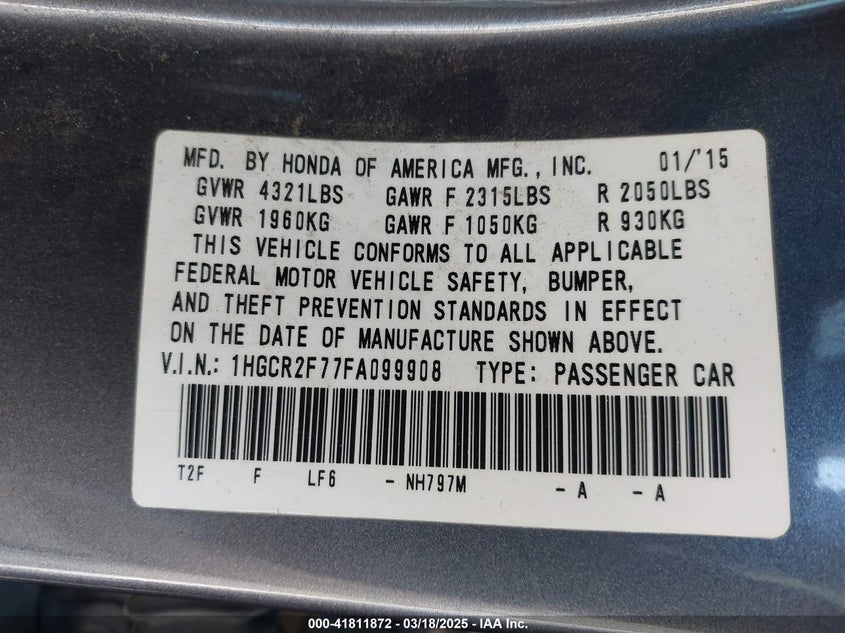 MFD. BY HONDA OF AMERICA MFG., INC. 01/'15
GVWR 4321LBS GAWR F 2315LBS R 2050LBS
GVWR 1960KG GAWR F 1050KG R 930KG
THIS VEHICLE CONFORMS TO ALL APPLICABLE
FEDERAL MOTOR VEHICLE SAFETY, BUMPER,
AND THEFT PREVENTION STANDARDS IN EFFECT
ON THE DATE OF MANUFACTURE SHOWN ABOVE.
V.I.N.: 1HGCR2F77FA099908 TYPE: PASSENGER CAR
T2F F LF6 - NH797M - A - A
000-41811872 - 03/18/2025 - IAA Inc.